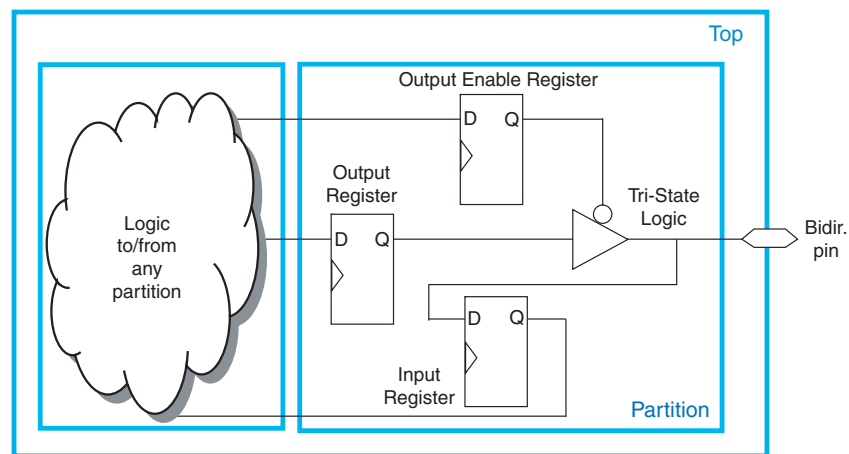 Top
Output Enable Register
D Q
Output
Register
D Q
Tri-State
Logic
Bidir.
pin
Logic
to/from
any
partition
D Q
Input
Register
Partition